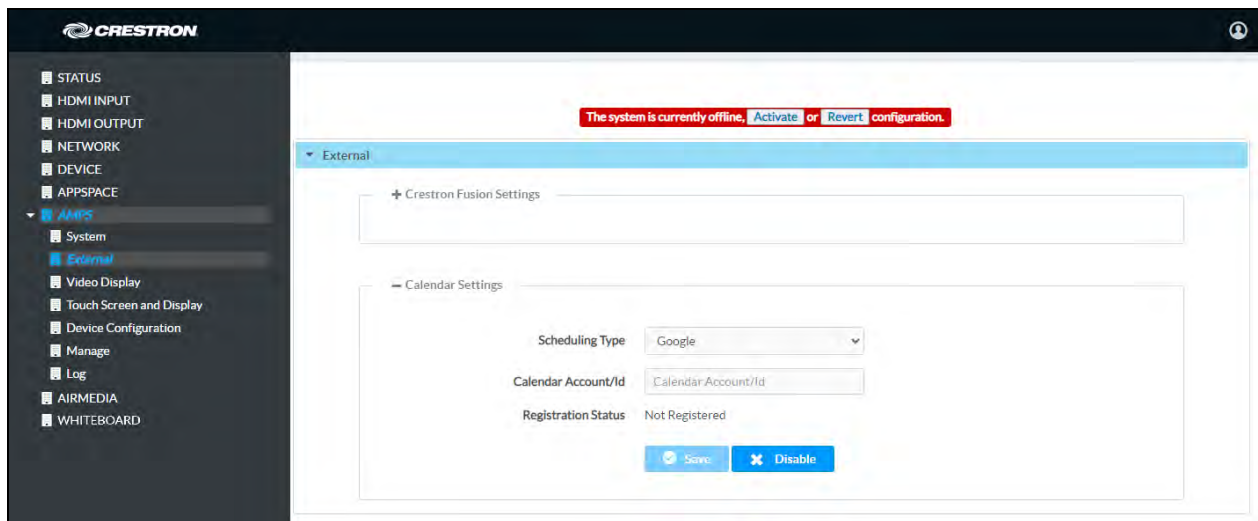 CRESTRON
STATUS
HDMI INPUT
HDMI OUTPUT
NETWORK
DEVICE
APPSPACE
AMPS
System
External
Video Display
Touch Screen and Display
Device Configuration
Manage
Log
AIRMEDIA
WHITEBOARD
The system is currently offline, Activate or Revert configuration.
External
Crestron Fusion Settings
Calendar Settings
Scheduling Type Google
Calendar Account/Id Calendar Account/Id
Registration Status Not Registered
Save Disable